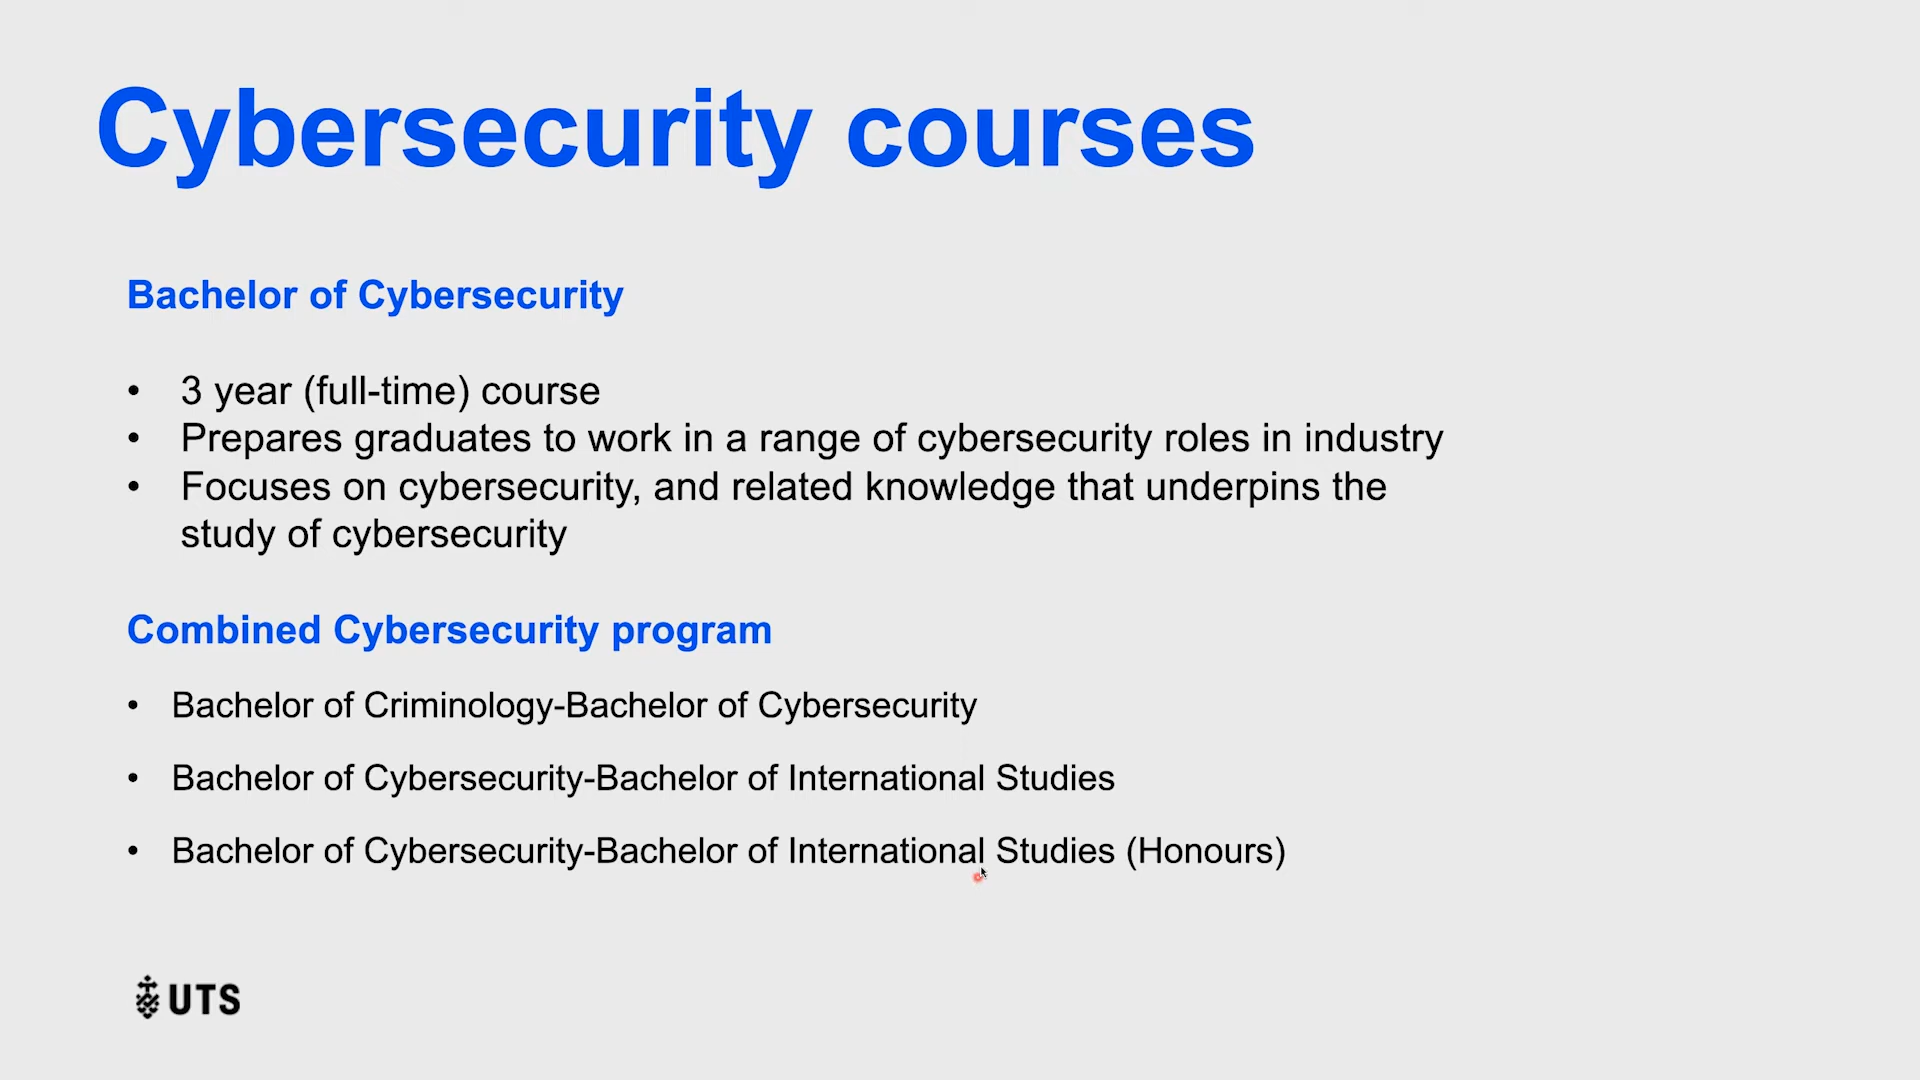 Cybersecurity courses
Bachelor of Cybersecurity
• 3 year (full-time) course
• Prepares graduates to work in a range of cybersecurity roles in industry
• Focuses on cybersecurity, and related knowledge that underpins the
study of cybersecurity
Combined Cybersecurity program
• Bachelor of Criminology-Bachelor of Cybersecurity
• Bachelor of Cybersecurity-Bachelor of International Studies
• Bachelor of Cybersecurity-Bachelor of International Studies (Honours)
UTS